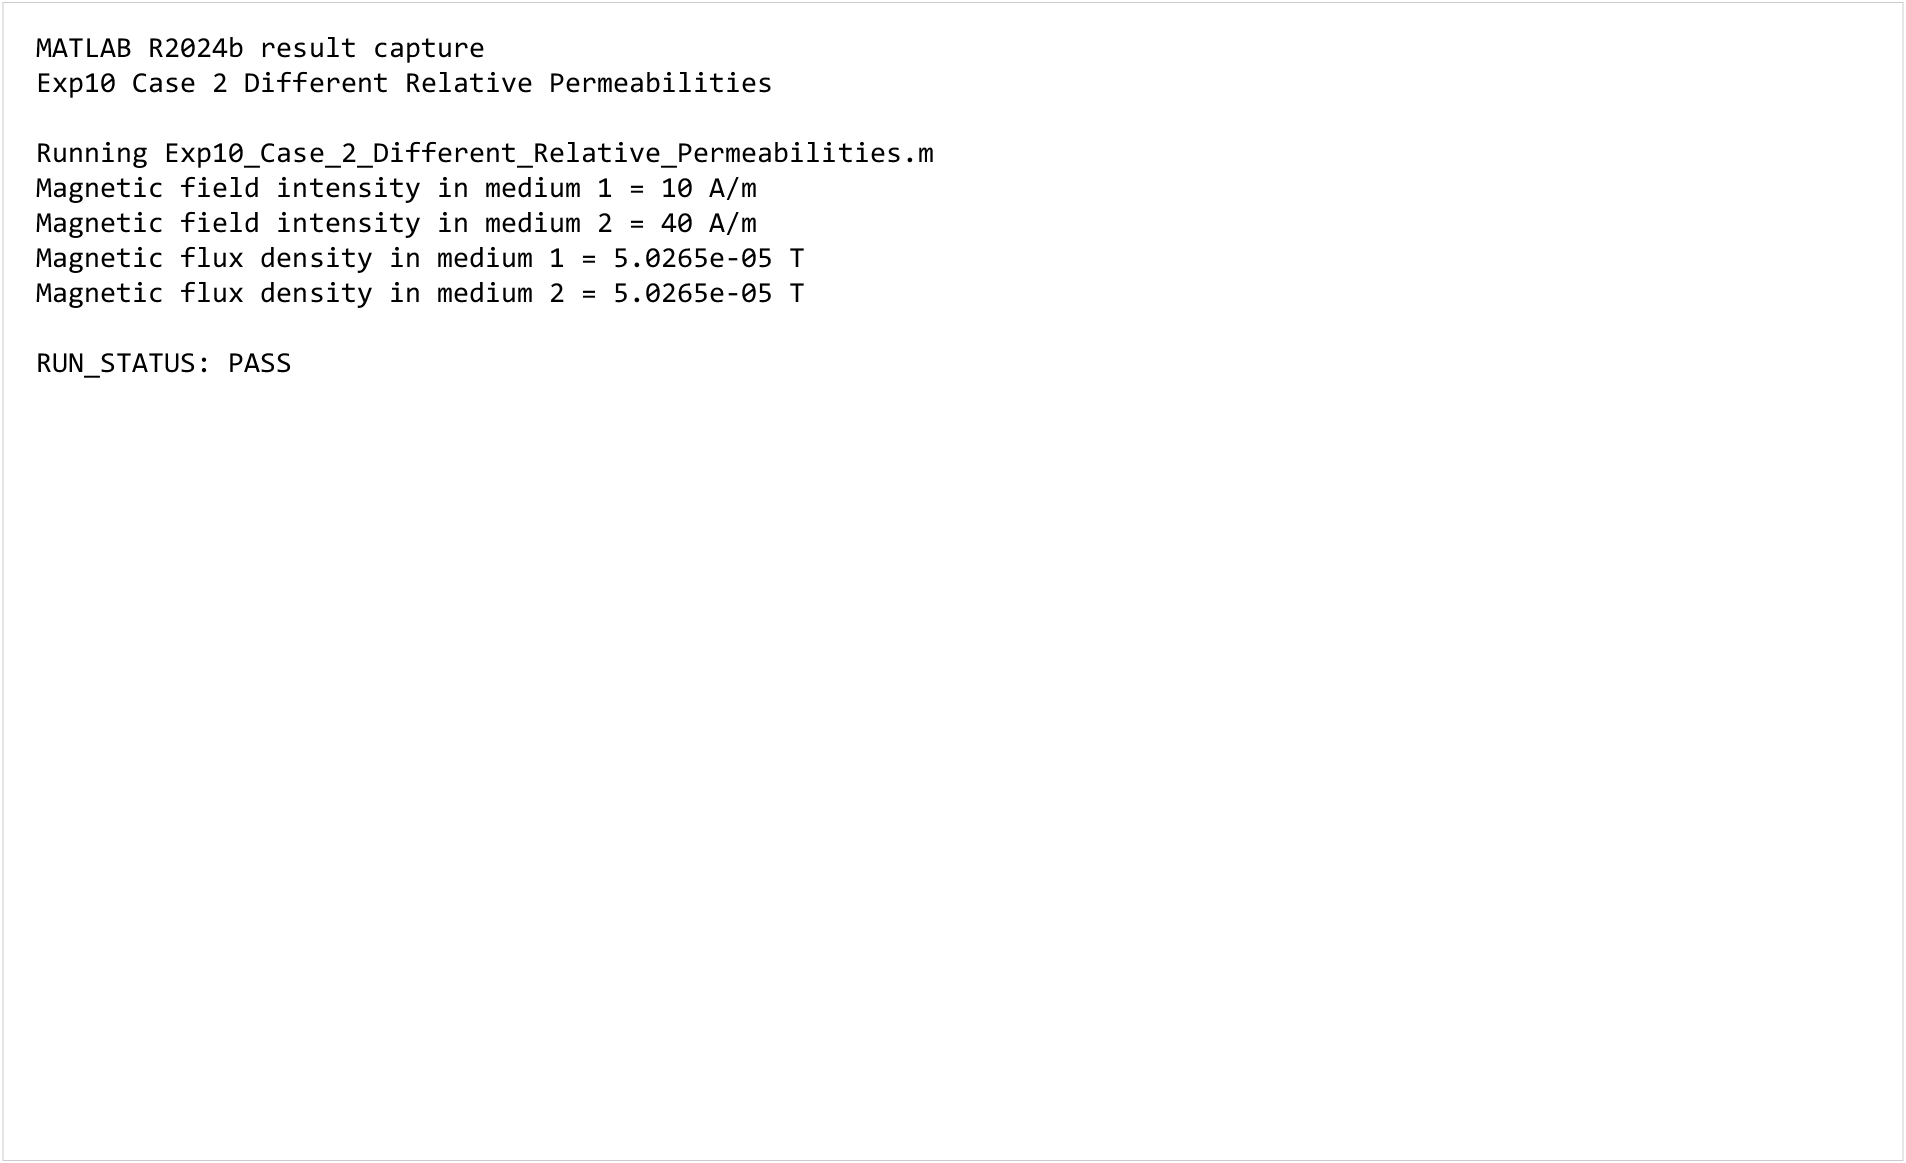 MATLAB R2024b result capture
Exp10 Case 2 Different Relative Permeabilities
Running Exp10_Case_2_Different_Relative_Permeabilities.m
Magnetic field intensity in medium 1 = 10 A/m
Magnetic field intensity in medium 2 = 40 A/m
Magnetic flux density in medium 1 = 5.0265e-05 T
Magnetic flux density in medium 2 = 5.0265e-05 T
RUN_STATUS: PASS